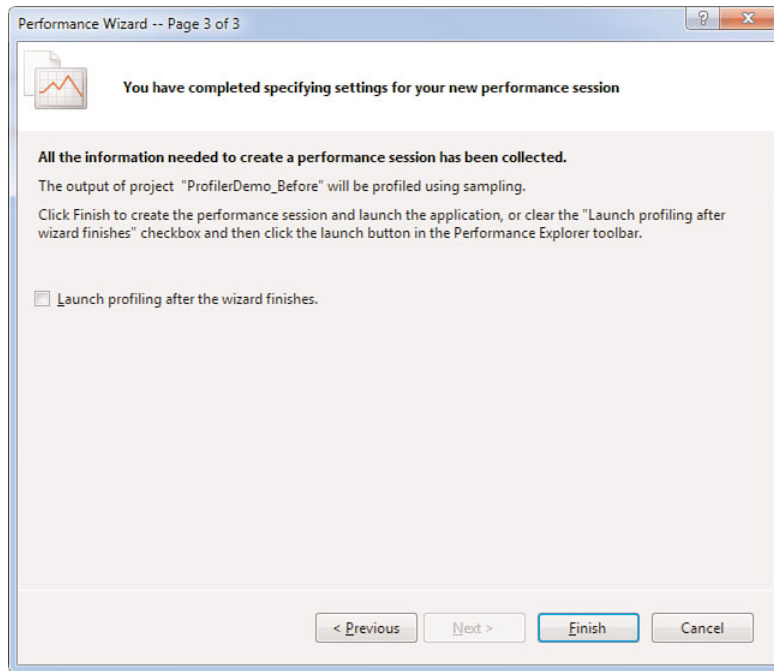 Performance Wizard -- Page 3 of 3
?
You have completed specifying settings for your new performance session
All the information needed to create a performance session has been collected.
The output of project "ProfilerDemo_Before" will be profiled using sampling.
Click Finish to create the performance session and launch the application, or clear the "Launch profiling after
wizard finishes" checkbox and then click the launch button in the Performance Explorer toolbar.
Launch profiling after the wizard finishes.
< Previous
Next >
Finish
Cancel